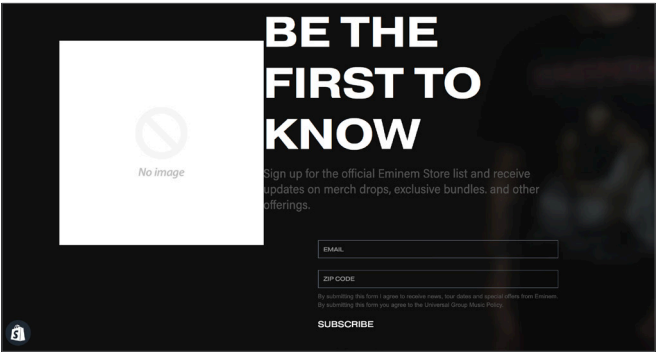 BE THE
FIRST TO
KNOW
No image
Sign up for the official Eminem Store list and receive
updates on merch drops, exclusive bundles. and other
offerings.
EMAIL
ZIP CODE
By submitting this form I agree to receive news, tour dates and special offers from Eminem.
By submitting this form you agree to the Universal Group Music Policy.
SUBSCRIBE